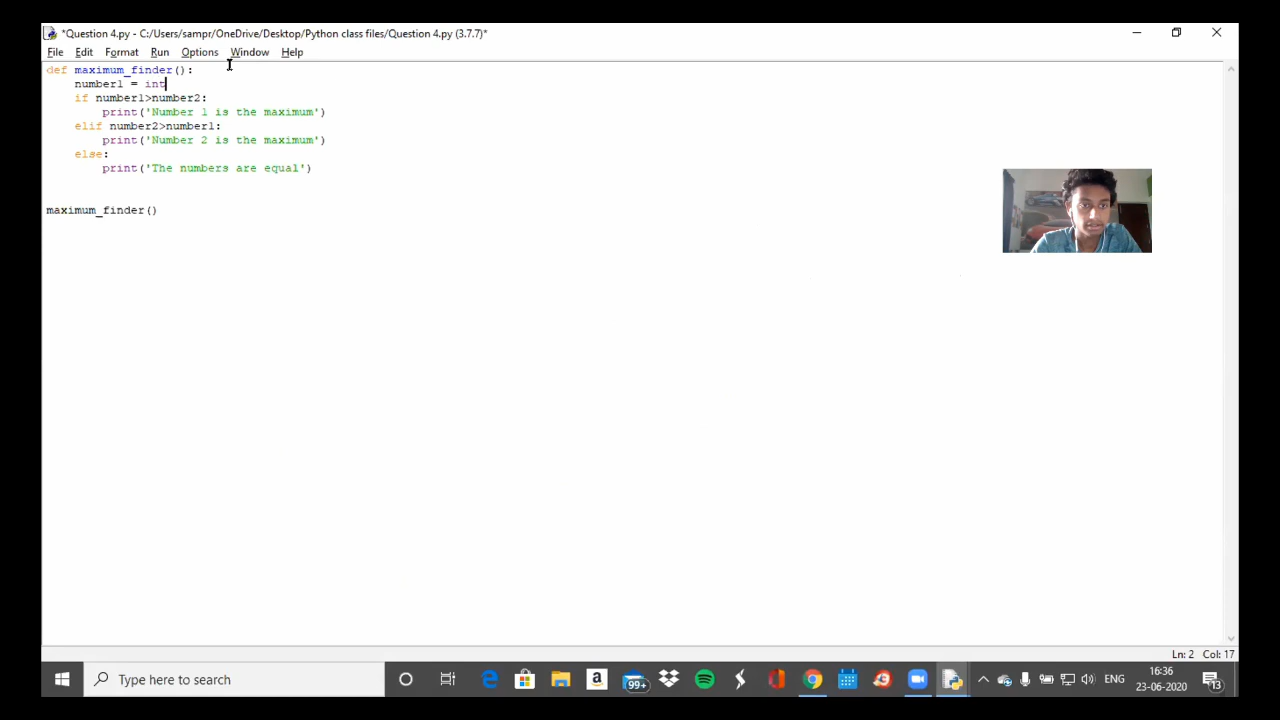 *Question 4.py - C:/Users/sampr/OneDrive/Desktop/Python class files/Question 4.py (3.7.7)*
File Edit Format Run Options Window Help
def maximum_finder():
    number1 = int
    if number1>number2:
        print('Number 1 is the maximum')
    elif number2>number1:
        print('Number 2 is the maximum')
    else:
        print('The numbers are equal')
maximum_finder()
Ln: 2 Col: 17
Type here to search
99+
ENG
16:36
23-06-2020
13